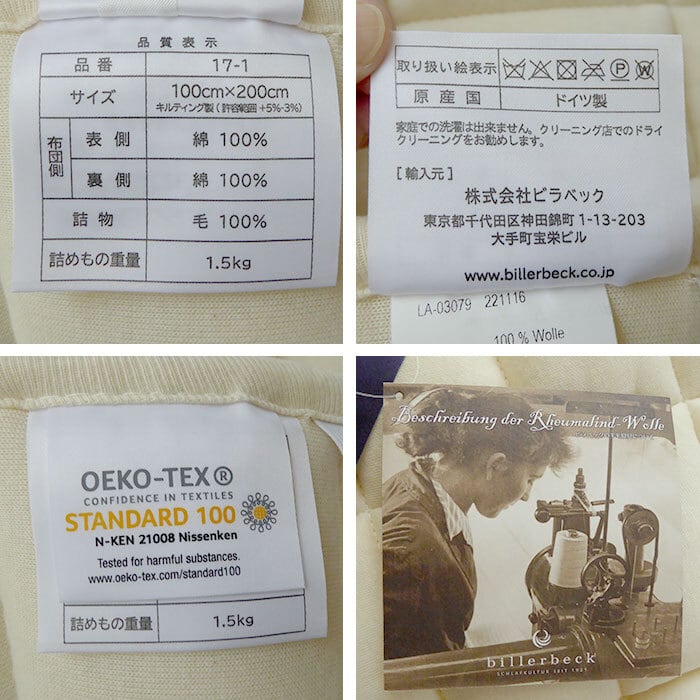 品質表示
品番 17-1
サイズ 100cm×200cm
キルティング製(許容範囲+5%-3%)
布団側 表側 綿 100%
裏側 綿 100%
詰物 毛 100%
詰めもの重量 1.5kg
取り扱い絵表示 P W
原産国 ドイツ製
家庭での洗濯は出来ません。クリーニング店でのドライ
クリーニングをお勧めします。
[輸入元]
株式会社ビラベック
東京都千代田区神田錦町1-13-203
大手町宝栄ビル
www.billerbeck.co.jp
LA-03079 221116
100 % Wolle
OEKO-TEX®
CONFIDENCE IN TEXTILES
STANDARD 100
N-KEN 21008 Nissenken
Tested for harmful substances.
www.oeko-tex.com/standard100
詰めもの重量 1.5kg
Beschreibung der Rheumalind-Wolle
billerbeck
SCHLAFKULTUR SEIT 1921